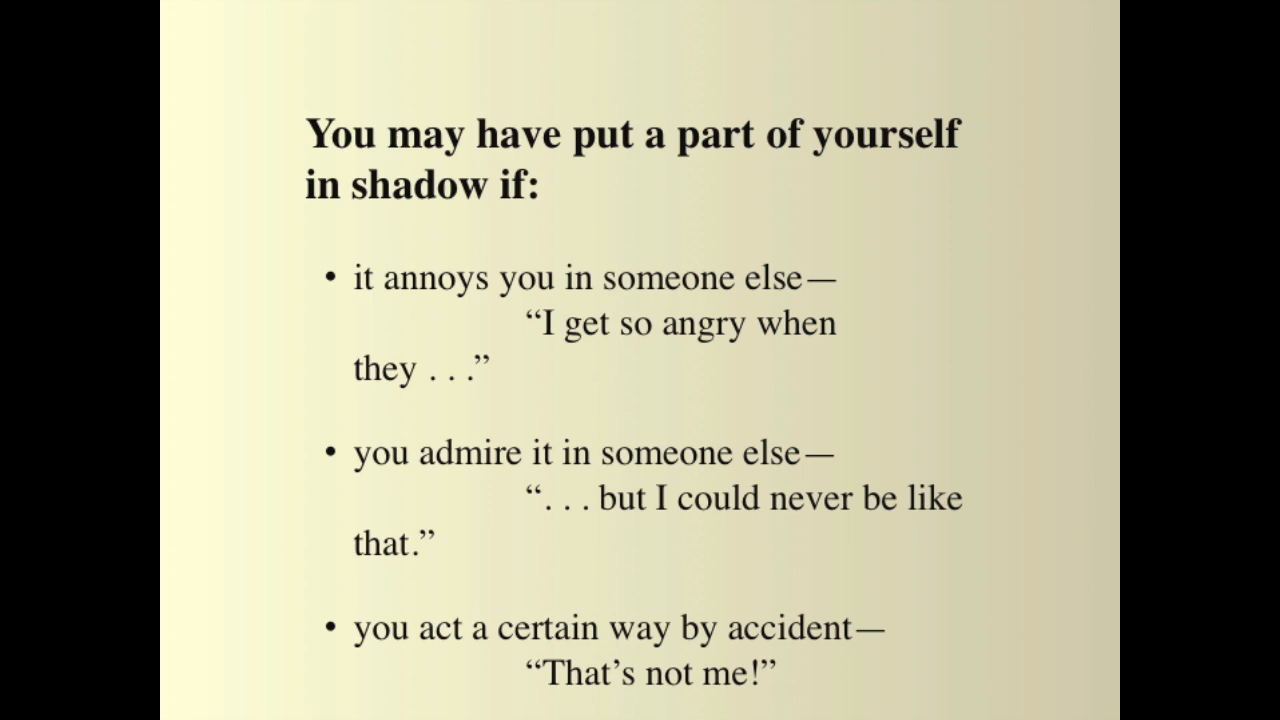 You may have put a part of yourself
in shadow if:
• it annoys you in someone else—
“I get so angry when
they . . .”
• you admire it in someone else—
“. . . but I could never be like
that.”
• you act a certain way by accident—
“That’s not me!”